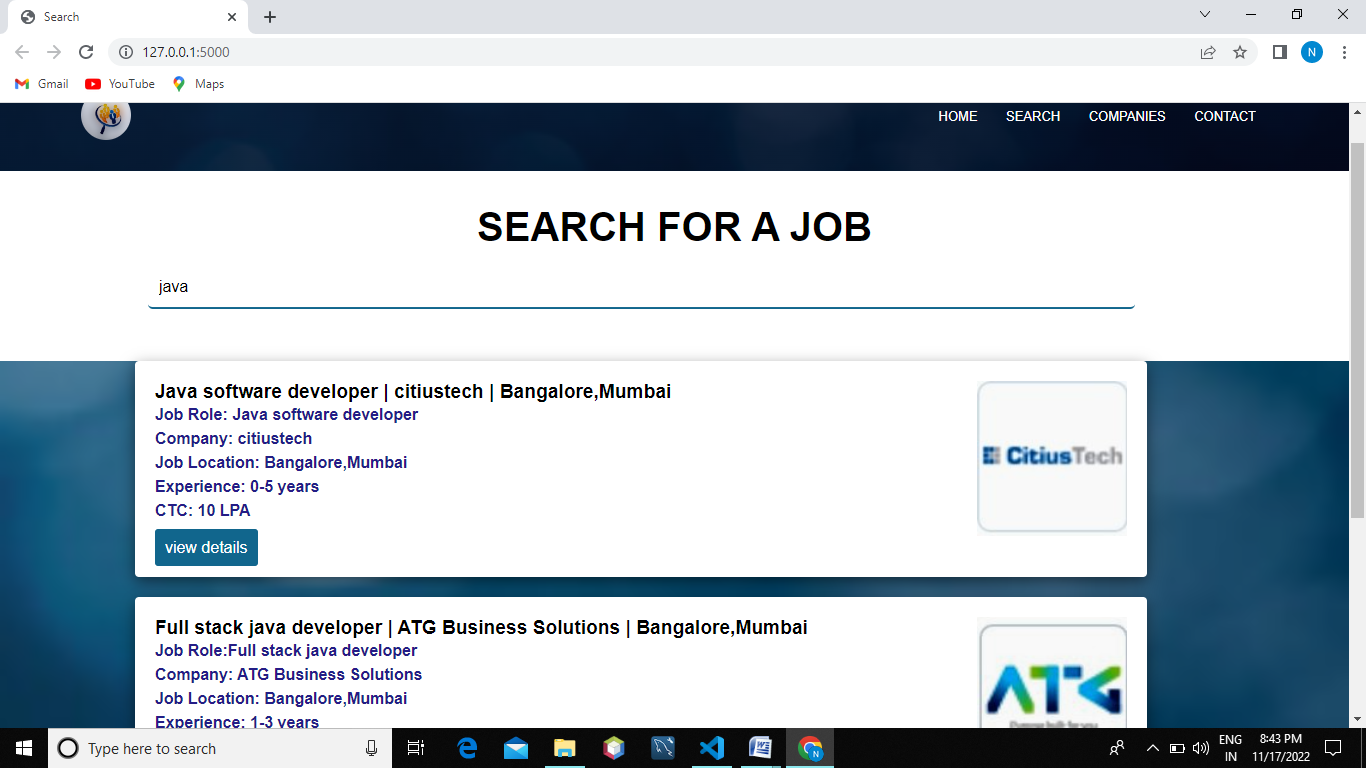 Search
127.0.0.1:5000
N
Gmail
YouTube
Maps
HOME
SEARCH
COMPANIES
CONTACT
SEARCH FOR A JOB
java
Java software developer | citiustech | Bangalore,Mumbai
Job Role: Java software developer
Company: citiustech
Job Location: Bangalore,Mumbai
Experience: 0-5 years
CTC: 10 LPA
view details
CitiusTech
Full stack java developer | ATG Business Solutions | Bangalore,Mumbai
Job Role:Full stack java developer
Company: ATG Business Solutions
Job Location: Bangalore,Mumbai
Experience: 1-3 years
ATG
Type here to search
W
N
ENG
IN
8:43 PM
11/17/2022